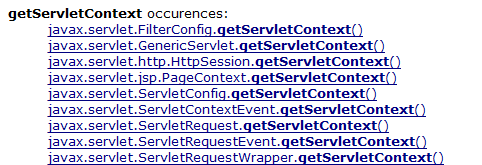 getServletContext occurences:
javax.servlet.FilterConfig.getServletContext()
javax.servlet.GenericServlet.getServletContext()
javax.servlet.http.HttpSession.getServletContext()
javax.servlet.jsp.PageContext.getServletContext()
javax.servlet.ServletConfig.getServletContext()
javax.servlet.ServletContextEvent.getServletContext()
javax.servlet.ServletRequest.getServletContext()
javax.servlet.ServletRequestEvent.getServletContext()
javax.servlet.ServletRequestWrapper.getServletContext()